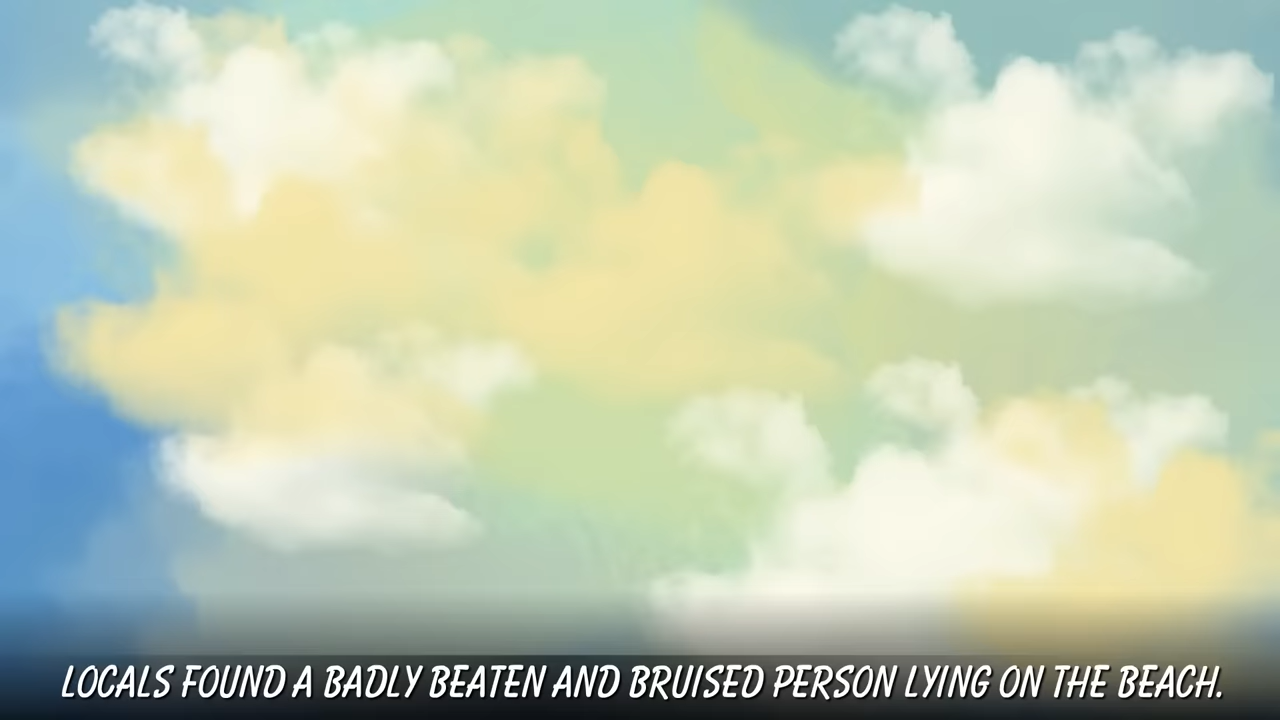 LOCALS FOUND A BADLY BEATEN AND BRUISED PERSON LYING ON THE BEACH.